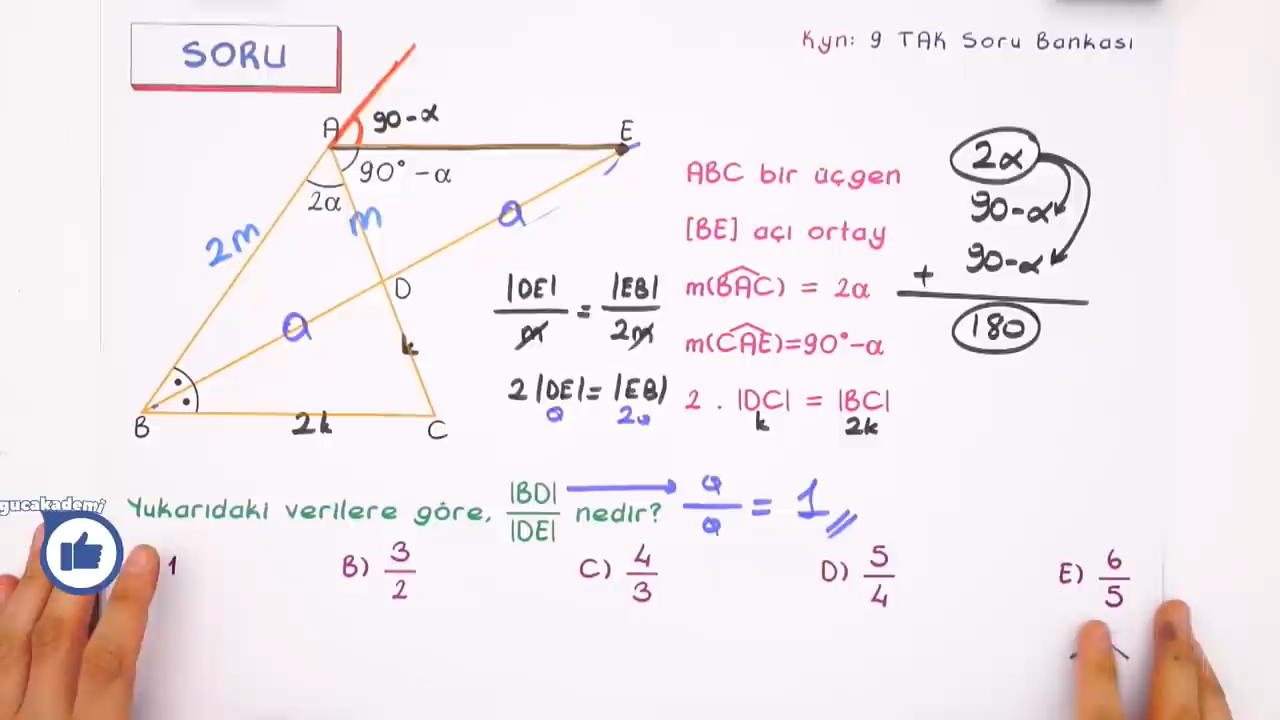 SORU
Kyn: 9 TAK Soru Bankası
A
90-α
E
90° -α
2α
m
2m
a
D
a
k
B
2k
C
|DE|/m = |EB|/2m
2|DE| = |EB|
a 2a
ABC bir üçgen
[BE] açı ortay
m(BAC) = 2α
m(CAE)=90°-α
2 . |DC| = |BC|
k 2k
2α
90-α
+ 90-α
180
Yukarıdaki verilere göre, |BD|/|DE| nedir? a/a = 1
1
B) 3/2
C) 4/3
D) 5/4
E) 6/5
gucakademi